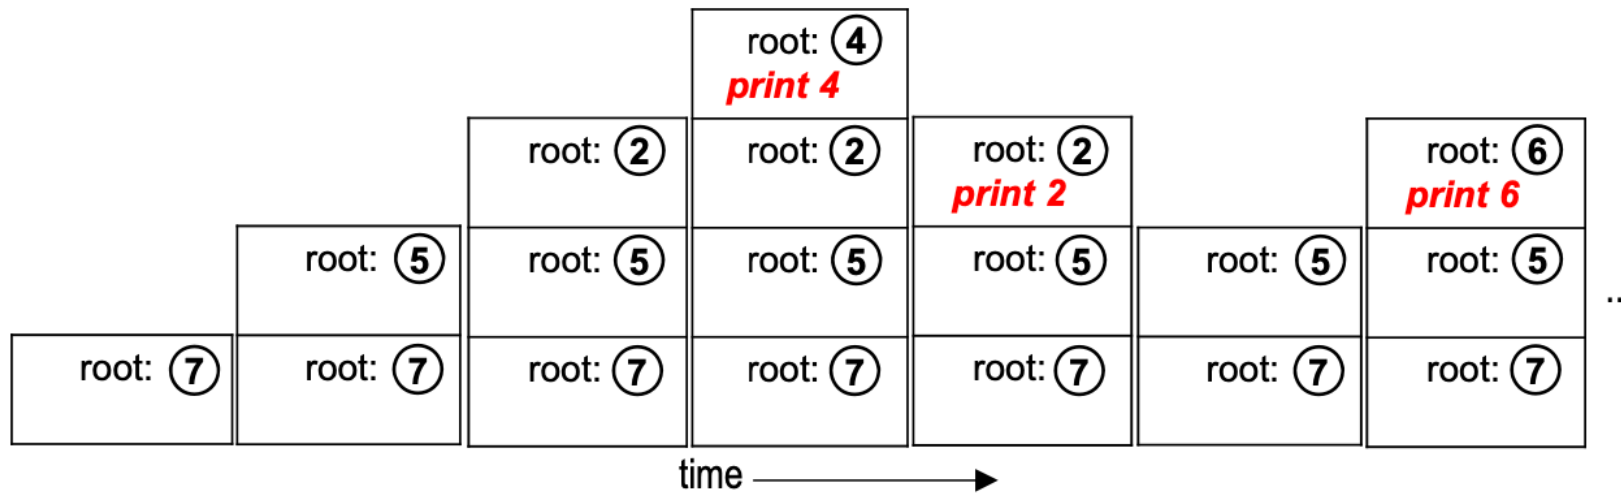 root: 4
print 4
root: 2 root: 2 root: 2 root: 6
print 2 print 6
root: 5 root: 5 root: 5 root: 5 root: 5 root: 5
..
root: 7 root: 7 root: 7 root: 7 root: 7 root: 7 root: 7
time